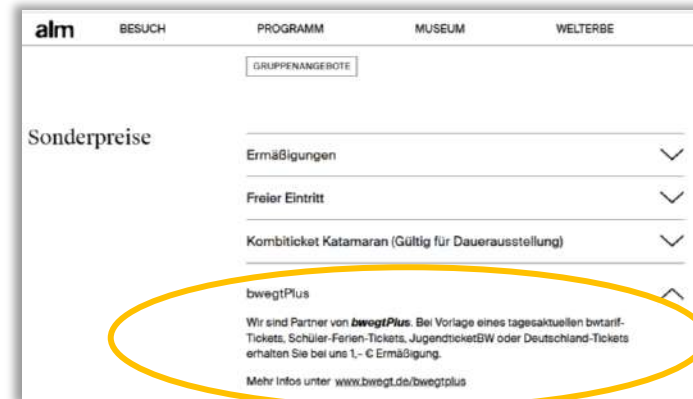 alm BESUCH PROGRAMM MUSEUM WELTERBE
GRUPPENANGEBOTE
Sonderpreise
Ermäßigungen
Freier Eintritt
Kombiticket Katamaran (Gültig für Dauerausstellung)
bwegtPlus
Wir sind Partner von bwegtPlus. Bei Vorlage eines tagesaktuellen bwtarif-
Tickets, Schüler-Ferien-Tickets, JugendticketBW oder Deutschland-Tickets
erhalten Sie bei uns 1,- € Ermäßigung.
Mehr Infos unter www.bwegt.de/bwegtplus